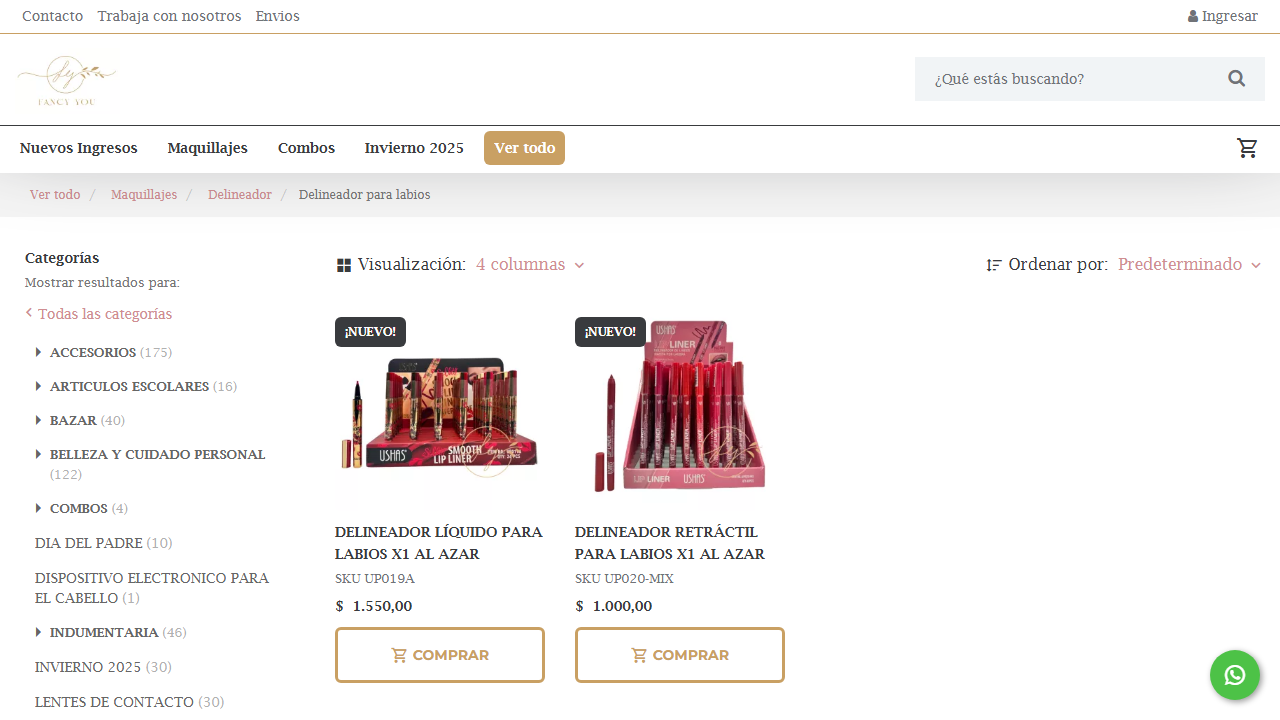 Contacto Trabaja con nosotros Envios Ingresar
fy
FANCY YOU
¿Qué estás buscando?
Nuevos Ingresos Maquillajes Combos Invierno 2025 Ver todo
Ver todo / Maquillajes / Delineador / Delineador para labios
Categorías
Mostrar resultados para:
Todas las categorías
ACCESORIOS (175)
ARTICULOS ESCOLARES (16)
BAZAR (40)
BELLEZA Y CUIDADO PERSONAL
(122)
COMBOS (4)
DIA DEL PADRE (10)
DISPOSITIVO ELECTRONICO PARA
EL CABELLO (1)
INDUMENTARIA (46)
INVIERNO 2025 (30)
LENTES DE CONTACTO (30)
Visualización: 4 columnas
Ordenar por: Predeterminado
¡NUEVO!
USHAS
SMOOTH
LIP LINER
DELINEADOR LÍQUIDO PARA
LABIOS X1 AL AZAR
SKU UP019A
$ 1.550,00
COMPRAR
¡NUEVO!
USHAS
LIP LINER
LIP LINER
USHAS
DELINEADOR RETRÁCTIL
PARA LABIOS X1 AL AZAR
SKU UP020-MIX
$ 1.000,00
COMPRAR